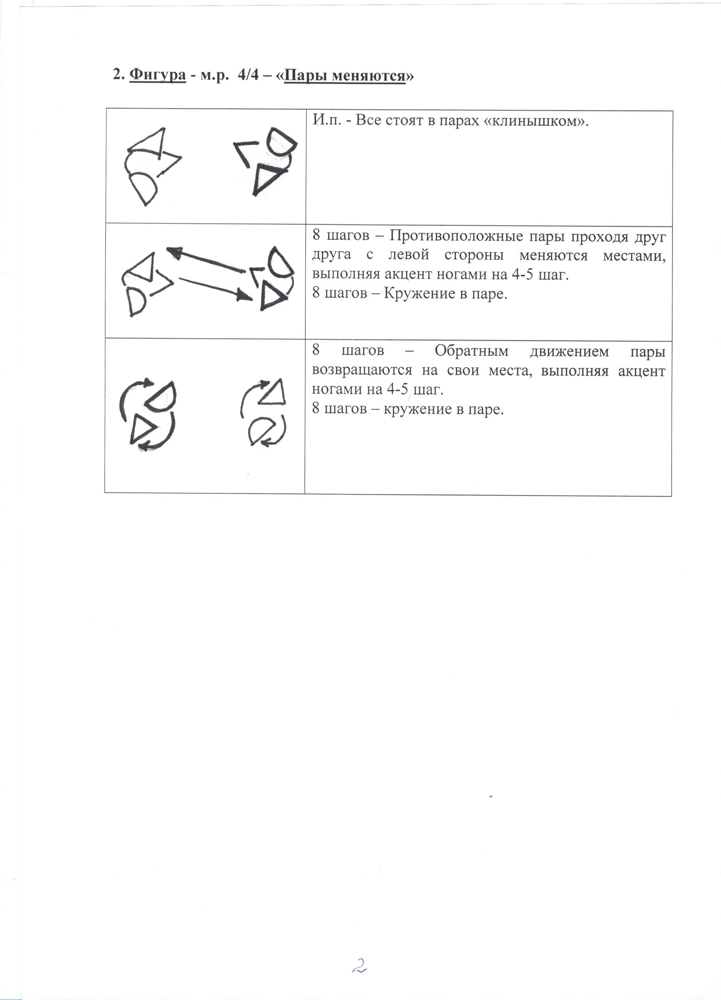 2. Фигура - м.р. 4/4 – «Пары меняются»
И.п. - Все стоят в парах «клинышком».
8 шагов – Противоположные пары проходя друг
друга с левой стороны меняются местами,
выполняя акцент ногами на 4-5 шаг.
8 шагов – Кружение в паре.
8 шагов – Обратным движением пары
возвращаются на свои места, выполняя акцент
ногами на 4-5 шаг.
8 шагов – кружение в паре.
2